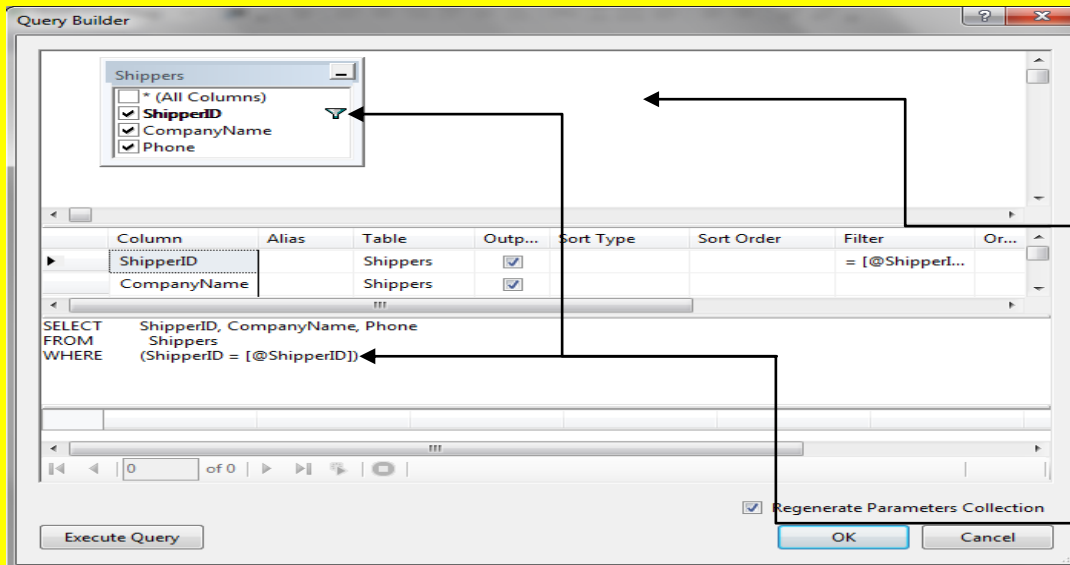 Query Builder
Shippers
* (All Columns)
ShipperID
CompanyName
Phone
Column Alias Table Outp... Sort Type Sort Order Filter Or...
ShipperID Shippers = [@ShipperI...
CompanyName Shippers
SELECT ShipperID, CompanyName, Phone
FROM Shippers
WHERE (ShipperID = [@ShipperID])
0 of 0
Regenerate Parameters Collection
Execute Query OK Cancel